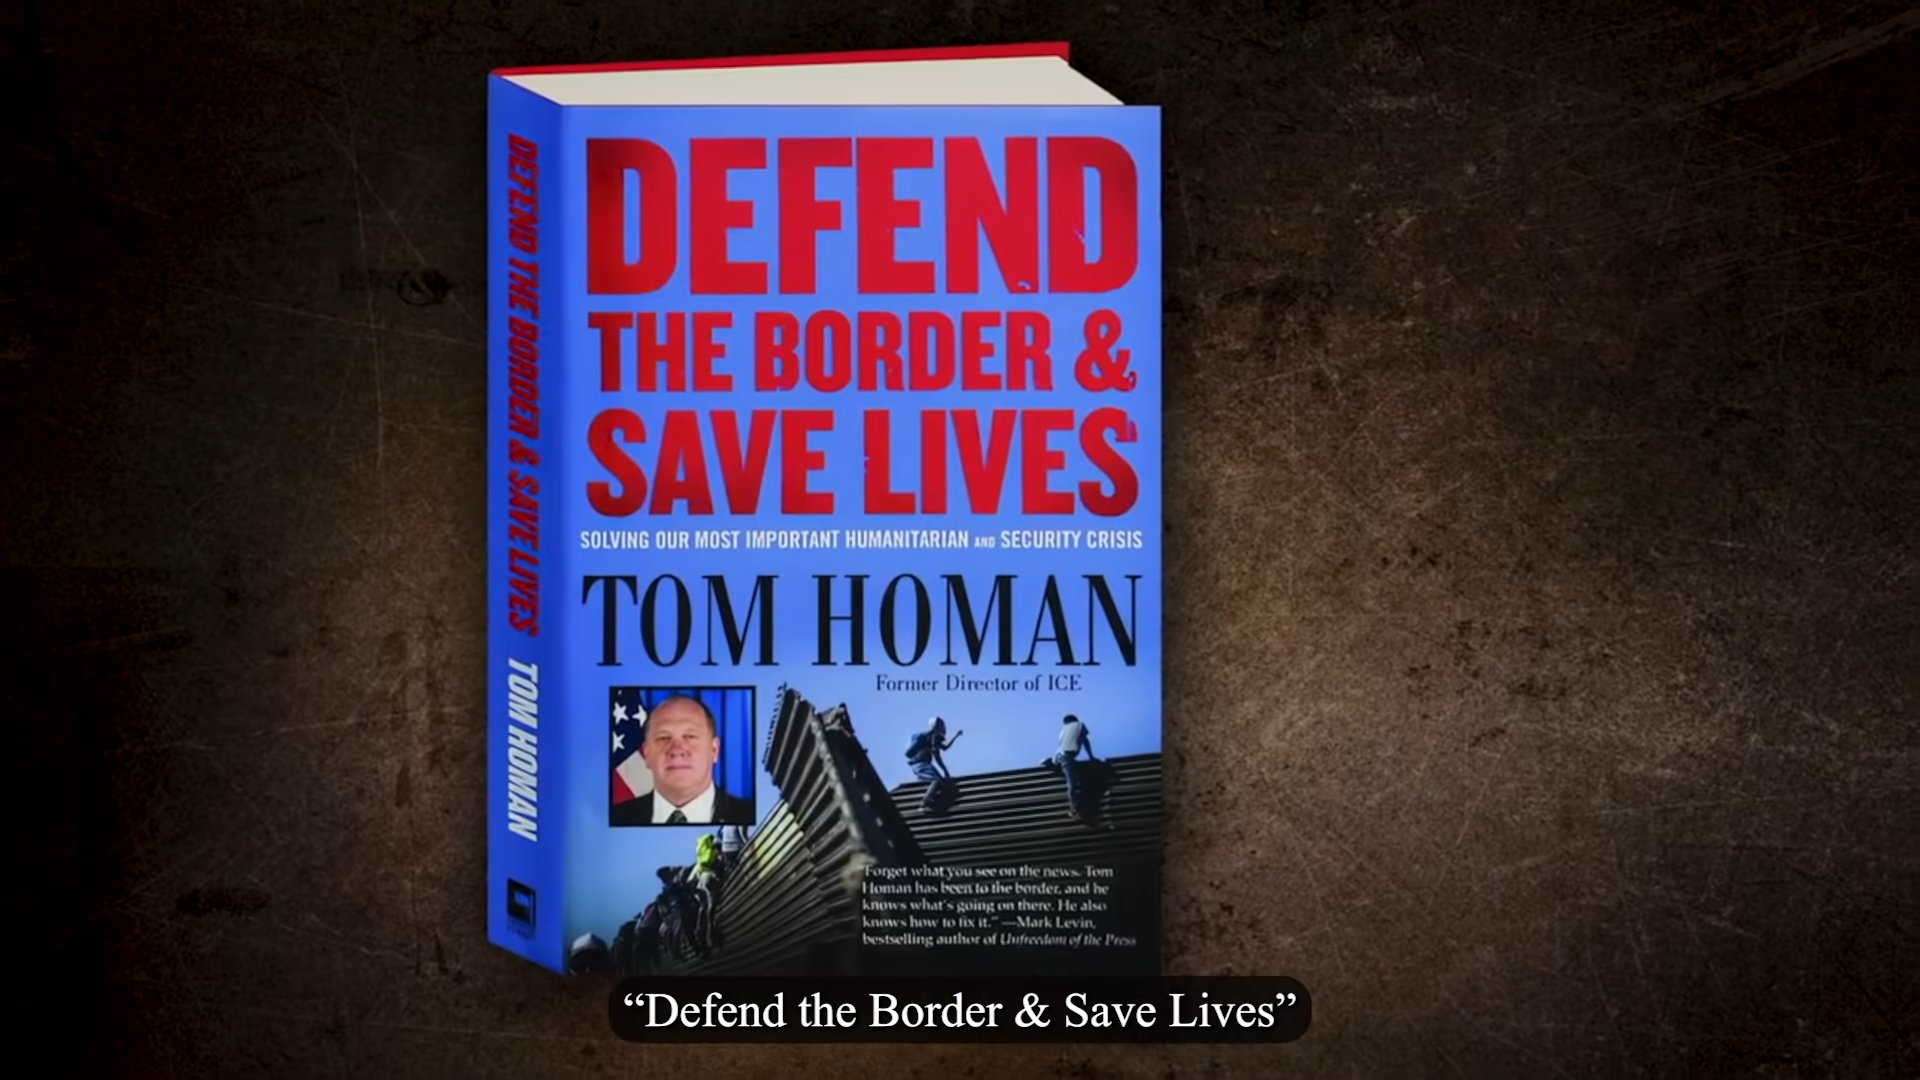 DEFEND THE BORDER & SAVE LIVES TOM HOMAN
DEFEND
THE BORDER &
SAVE LIVES
SOLVING OUR MOST IMPORTANT HUMANITARIAN AND SECURITY CRISIS
TOM HOMAN
Former Director of ICE
"Forget what you see on the news. Tom
Homan has been to the border, and he
knows what's going on there. He also
knows how to fix it." —Mark Levin,
bestselling author of Unfreedom of the Press
“Defend the Border & Save Lives”